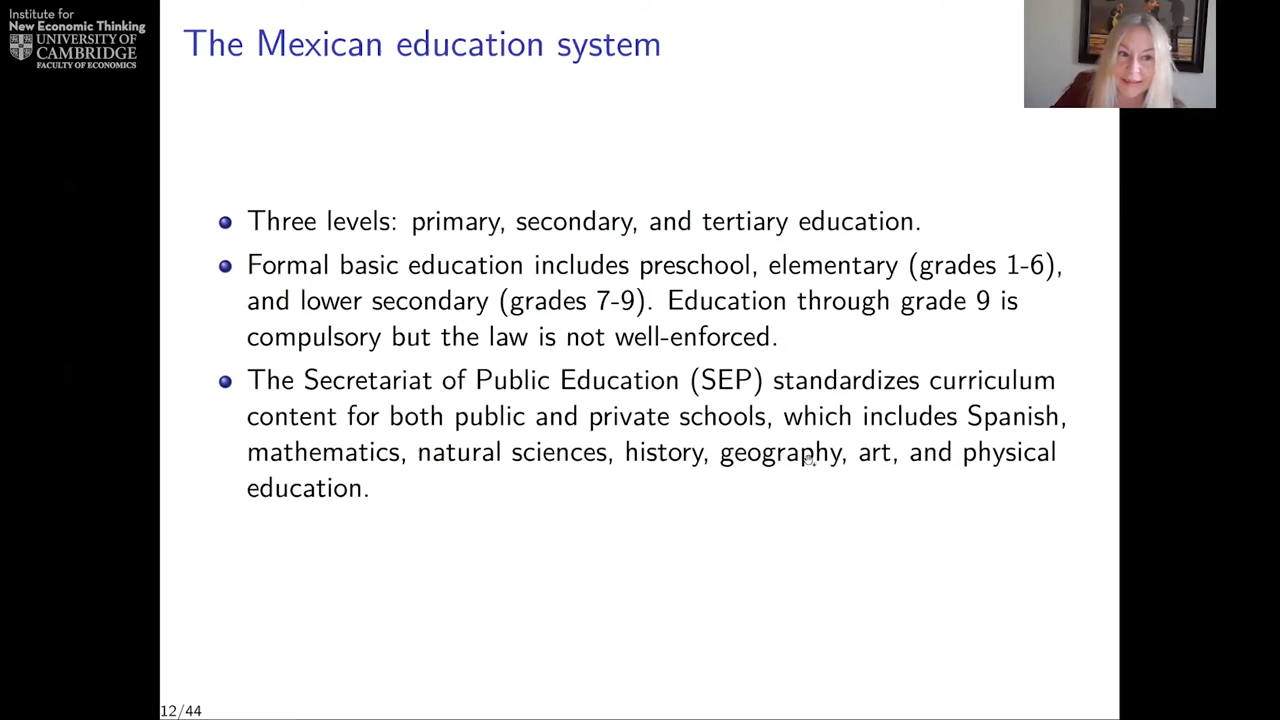 Institute for
New Economic Thinking
UNIVERSITY OF
CAMBRIDGE
FACULTY OF ECONOMICS
The Mexican education system
Three levels: primary, secondary, and tertiary education.
Formal basic education includes preschool, elementary (grades 1-6),
and lower secondary (grades 7-9). Education through grade 9 is
compulsory but the law is not well-enforced.
The Secretariat of Public Education (SEP) standardizes curriculum
content for both public and private schools, which includes Spanish,
mathematics, natural sciences, history, geography, art, and physical
education.
12/44